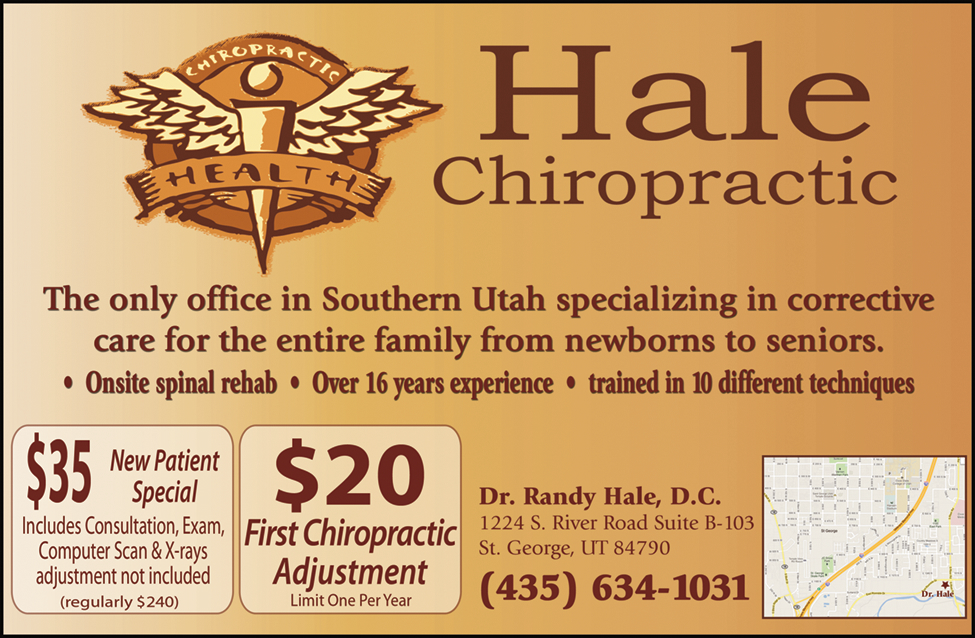 CHIROPRACTIC
HEALTH
Hale
Chiropractic
The only office in Southern Utah specializing in corrective
care for the entire family from newborns to seniors.
• Onsite spinal rehab • Over 16 years experience • trained in 10 different techniques
$35 New Patient
Special
Includes Consultation, Exam,
Computer Scan & X-rays
adjustment not included
(regularly $240)
$20
First Chiropractic
Adjustment
Limit One Per Year
Dr. Randy Hale, D.C.
1224 S. River Road Suite B-103
St. George, UT 84790
(435) 634-1031
St George
Dr. Hale